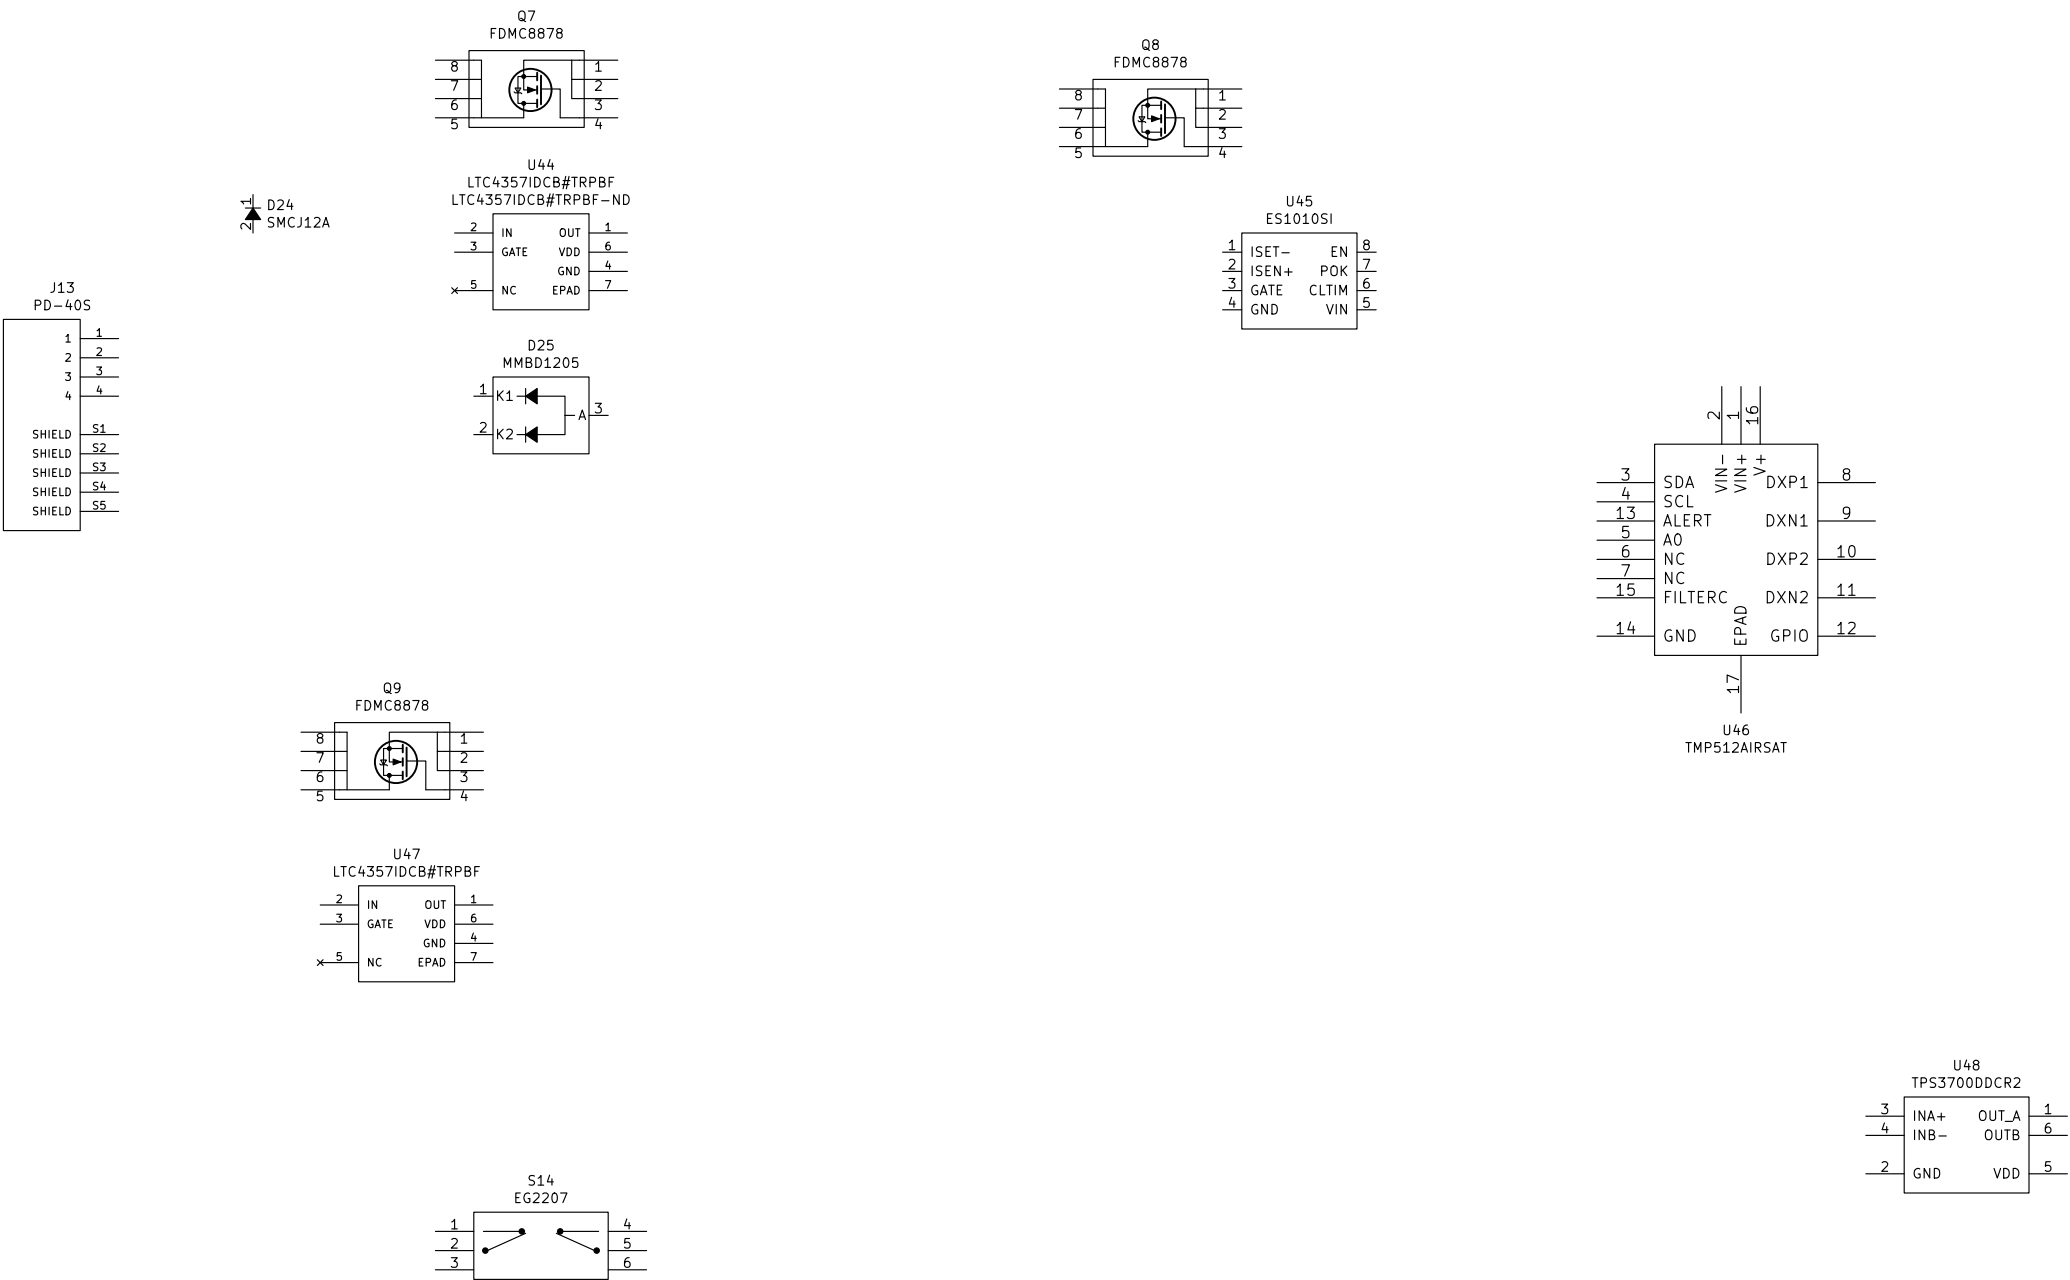 Q7
FDMC8878
8 1
7 2
6 3
5 4
Q8
FDMC8878
8 1
7 2
6 3
5 4
U44
LTC4357IDCB#TRPBF
LTC4357IDCB#TRPBF-ND
2 IN OUT 1
3 GATE VDD 6
GND 4
5 NC EPAD 7
1 D24
2 SMCJ12A
U45
ES1010SI
1 ISET- EN 8
2 ISEN+ POK 7
3 GATE CLTIM 6
4 GND VIN 5
J13
PD-40S
1 1
2 2
3 3
4 4
SHIELD S1
SHIELD S2
SHIELD S3
SHIELD S4
SHIELD S5
D25
MMBD1205
1 K1
A 3
2 K2
2 1 16
VIN- VIN+ V+
3 SDA DXP1 8
4 SCL
13 ALERT DXN1 9
5 A0
6 NC DXP2 10
7 NC
15 FILTERC DXN2 11
14 GND EPAD GPIO 12
17
U46
TMP512AIRSAT
Q9
FDMC8878
8 1
7 2
6 3
5 4
U47
LTC4357IDCB#TRPBF
2 IN OUT 1
3 GATE VDD 6
GND 4
5 NC EPAD 7
U48
TPS3700DDCR2
3 INA+ OUT_A 1
4 INB- OUTB 6
2 GND VDD 5
S14
EG2207
1 4
2 5
3 6